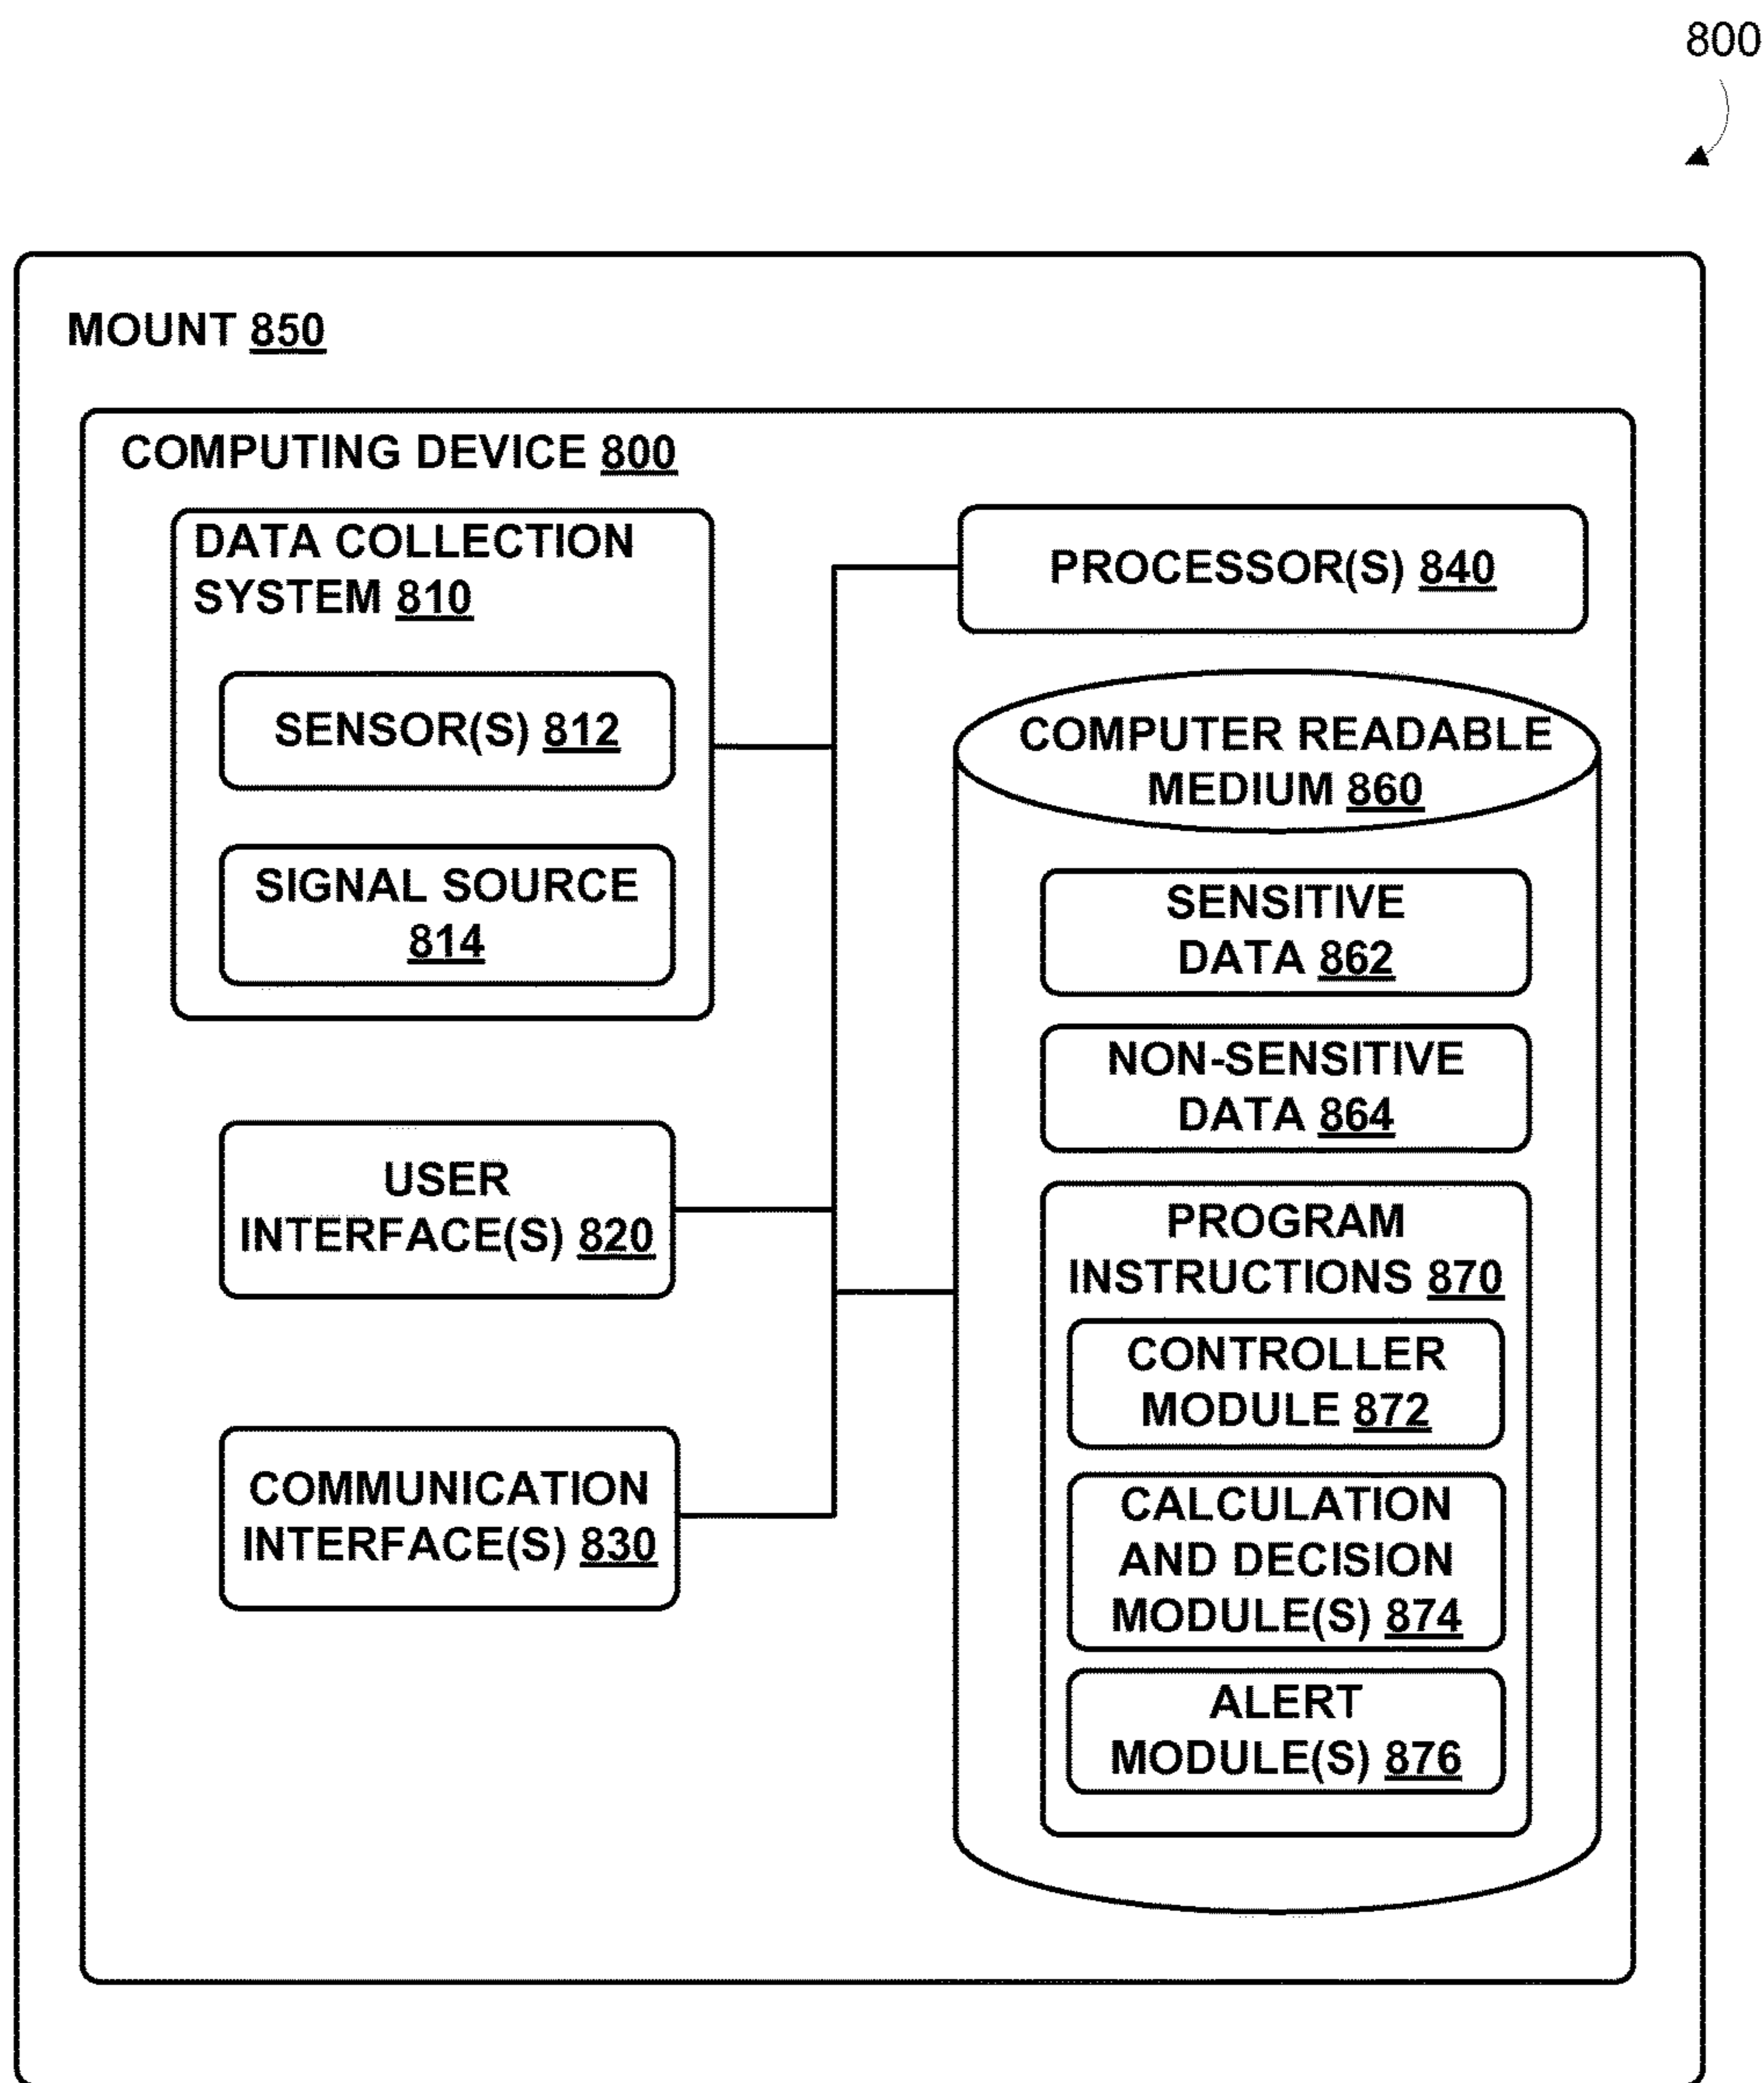 800
MOUNT 850
COMPUTING DEVICE 800
DATA COLLECTION
SYSTEM 810
SENSOR(S) 812
SIGNAL SOURCE
814
USER
INTERFACE(S) 820
COMMUNICATION
INTERFACE(S) 830
PROCESSOR(S) 840
COMPUTER READABLE
MEDIUM 860
SENSITIVE
DATA 862
NON-SENSITIVE
DATA 864
PROGRAM
INSTRUCTIONS 870
CONTROLLER
MODULE 872
CALCULATION
AND DECISION
MODULE(S) 874
ALERT
MODULE(S) 876